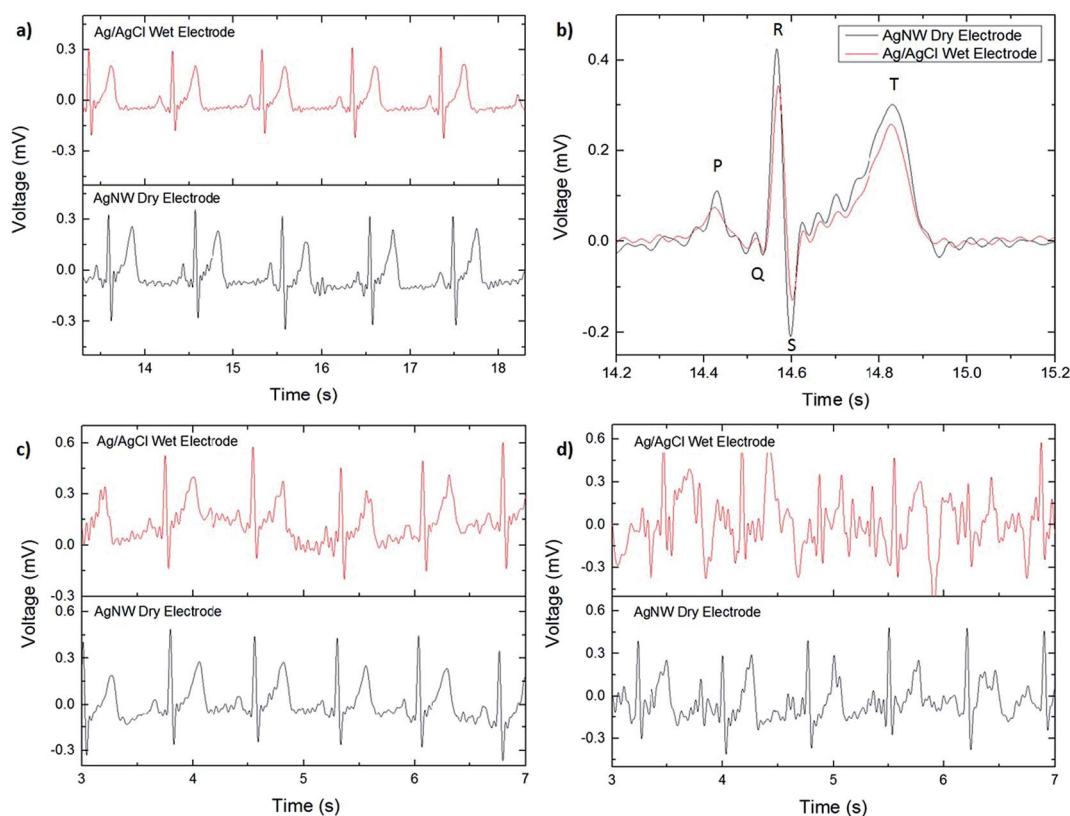 a)
Ag/AgCl Wet Electrode
0.3
0.0
-0.3
AgNW Dry Electrode
0.3
0.0
-0.3
Voltage (mV)
14 15 16 17 18
Time (s)
b)
AgNW Dry Electrode
Ag/AgCl Wet Electrode
R
T
P
Q
S
0.4
0.2
0.0
-0.2
Voltage (mV)
14.2 14.4 14.6 14.8 15.0 15.2
Time (s)
c)
Ag/AgCl Wet Electrode
0.6
0.3
0.0
-0.3
AgNW Dry Electrode
0.6
0.3
0.0
-0.3
Voltage (mV)
3 4 5 6 7
Time (s)
d)
Ag/AgCl Wet Electrode
0.6
0.3
0.0
-0.3
AgNW Dry Electrode
0.6
0.3
0.0
-0.3
Voltage (mV)
3 4 5 6 7
Time (s)